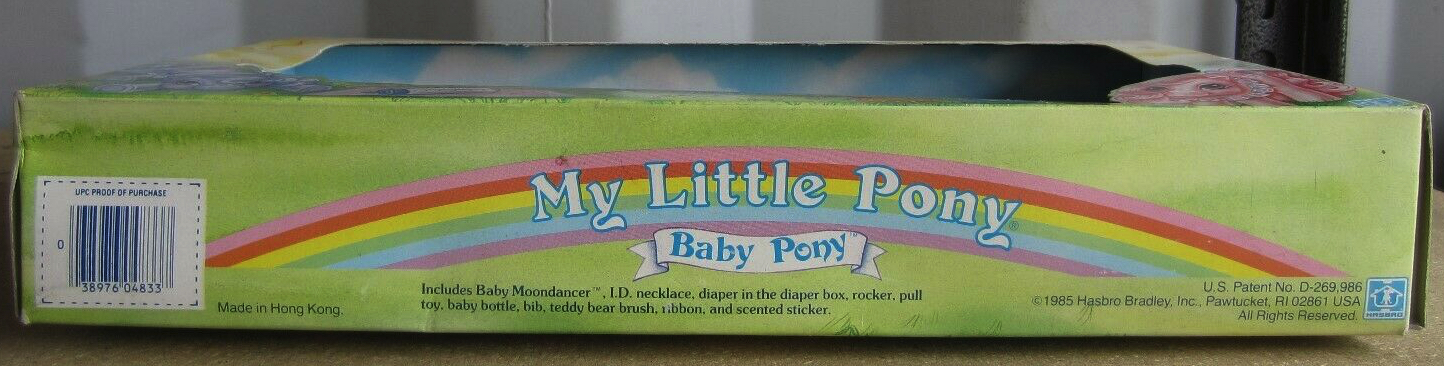 UPC PROOF OF PURCHASE
0
38976 04833
My Little Pony®
Baby Pony™
Made in Hong Kong.
Includes Baby Moondancer™, I.D. necklace, diaper in the diaper box, rocker, pull
toy, baby bottle, bib, teddy bear brush, ribbon, and scented sticker.
U.S. Patent No. D-269,986
©1985 Hasbro Bradley, Inc., Pawtucket, RI 02861 USA
All Rights Reserved.
HASBRO